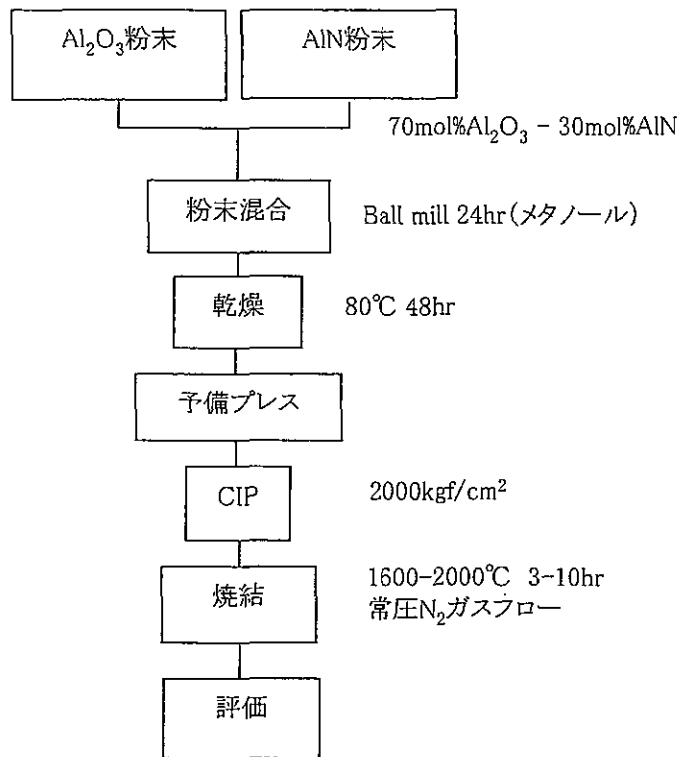 Al₂O₃粉末
AlN粉末
70mol%Al₂O₃ − 30mol%AlN
粉末混合
Ball mill 24hr(メタノール)
乾燥
80℃ 48hr
予備プレス
CIP
2000kgf/cm²
焼結
1600-2000℃ 3-10hr
常圧N₂ガスフロー
評価